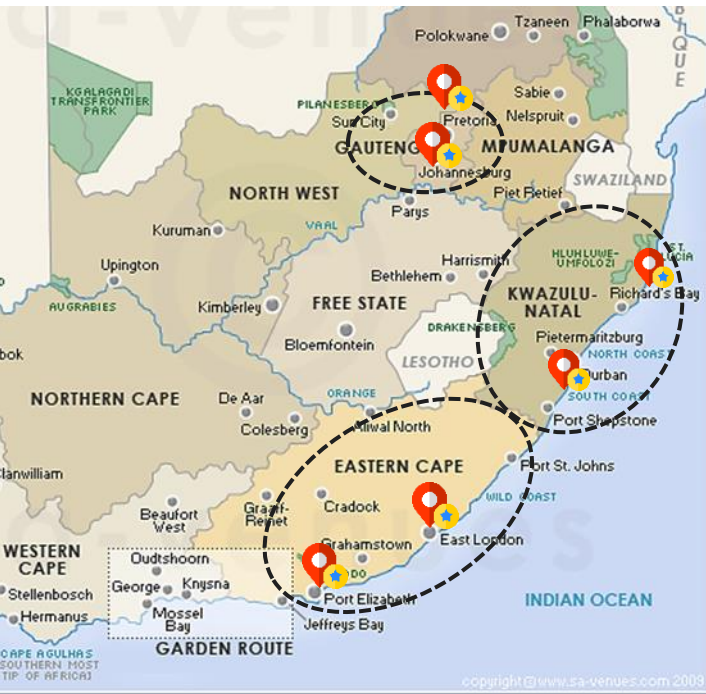 Tzaneen
Phalaborwa
Polokwane
KGALAGADI
TRANSFRONTIER
PARK
PILANESBERG
Sun City
Sabie
Nelspruit
Pretoria
GAUTENG
MPUMALANGA
Johannesburg
SWAZILAND
NORTH WEST
Piet Retief
Parys
VAAL
Kuruman
Upington
AUGRABIES
Kimberley
Harrismith
Bethlehem
FREE STATE
Bloemfontein
HLUHLUWE-
UMFOLOZI
ST.
LUCIA
Richard's Bay
KWAZULU-
NATAL
DRAKENSBERG
LESOTHO
Pietermaritzburg
NORTH COAST
Durban
SOUTH COAST
Port Shepstone
bok
NORTHERN CAPE
De Aar
Colesberg
ORANGE
Aliwal North
EASTERN CAPE
Port St. Johns
WILD COAST
lanwilliam
Beaufort
West
Graaff-
Reinet
Cradock
East London
Grahamstown
DO
Port Elizabeth
Jeffreys Bay
WESTERN
CAPE
Oudtshoorn
George
Knysna
Mossel
Bay
Stellenbosch
Hermanus
GARDEN ROUTE
INDIAN OCEAN
CAPE AGULHAS
(SOUTHERN MOST
TIP OF AFRICA)
copyright@www.sa-venues.com 2009